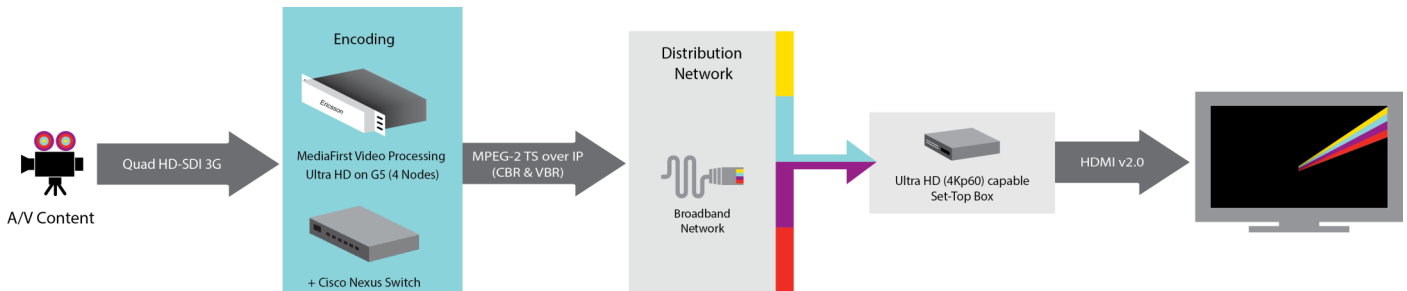 A/V Content
Quad HD-SDI 3G
Encoding
Ericsson
MediaFirst Video Processing
Ultra HD on G5 (4 Nodes)
+ Cisco Nexus Switch
MPEG-2 TS over IP
(CBR & VBR)
Distribution
Network
Broadband
Network
Ultra HD (4Kp60) capable
Set-Top Box
HDMI v2.0